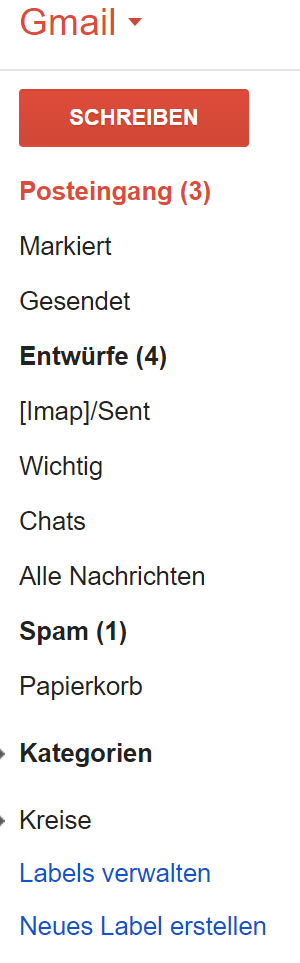 Gmail
SCHREIBEN
Posteingang (3)
Markiert
Gesendet
Entwürfe (4)
[Imap]/Sent
Wichtig
Chats
Alle Nachrichten
Spam (1)
Papierkorb
Kategorien
Kreise
Labels verwalten
Neues Label erstellen